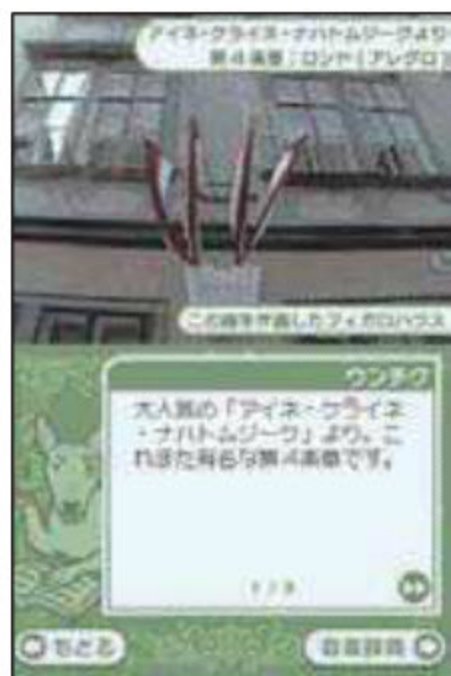 アイネ・クライネ・ナハトムジークより
第4楽章:ロンド(アレグロ)
この曲を作曲したフィガロハウス
ウンチク
大人気の「アイネ・クライネ
・ナハトムジーク」より。こ
れまた有名な第4楽章です。
もどる